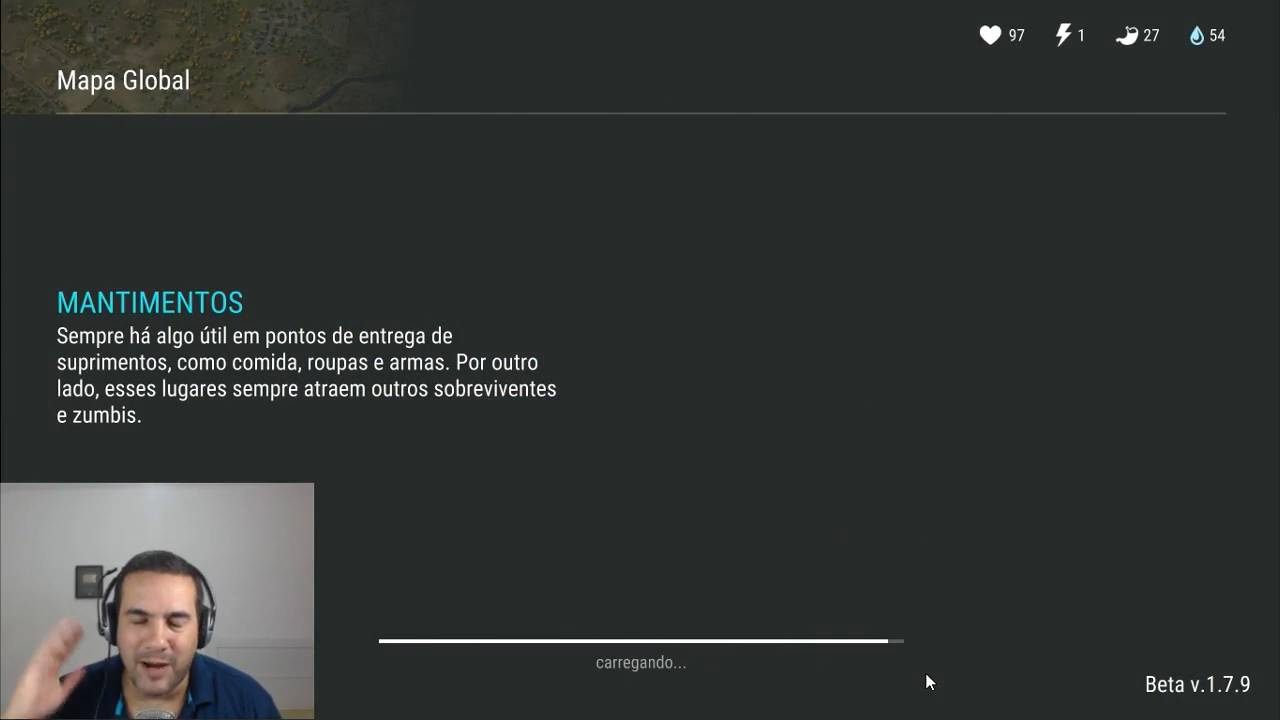 97 1 27 54
Mapa Global
MANTIMENTOS
Sempre há algo útil em pontos de entrega de
suprimentos, como comida, roupas e armas. Por outro
lado, esses lugares sempre atraem outros sobreviventes
e zumbis.
carregando...
Beta v.1.7.9